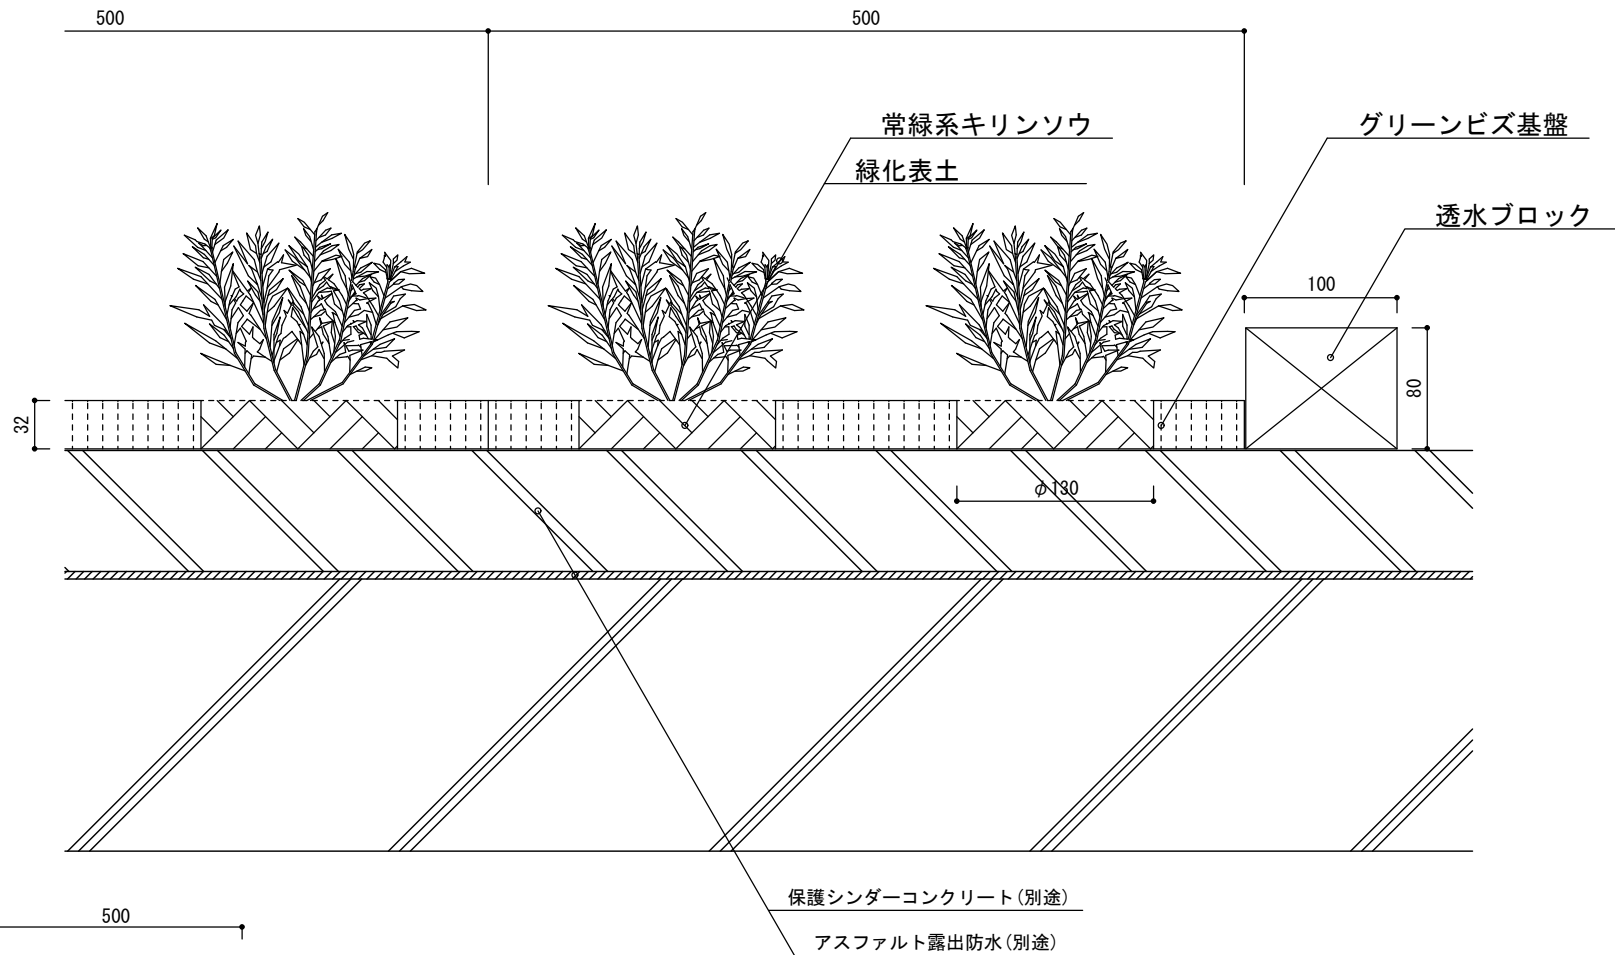 500
500
常緑系キリンソウ
グリーンビズ基盤
緑化表土
透水ブロック
100
80
32
φ130
保護シンダーコンクリート(別途)
500
アスファルト露出防水(別途)